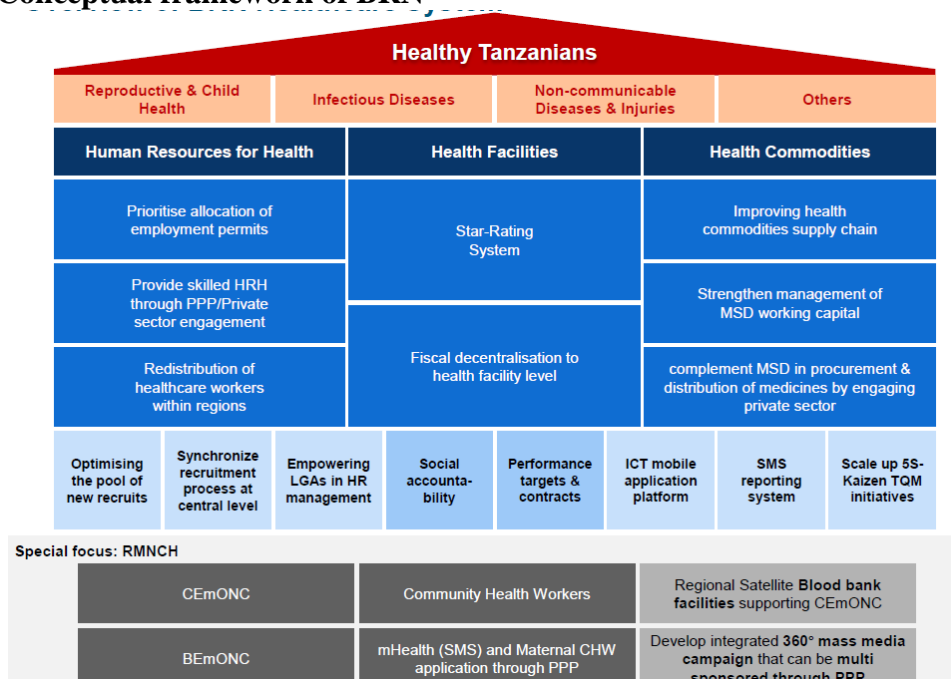 Conceptual framework of BRN
Healthy Tanzanians
Reproductive & Child
Health
Infectious Diseases
Non-communicable
Diseases & Injuries
Others
Human Resources for Health
Health Facilities
Health Commodities
Prioritise allocation of
employment permits
Star-Rating
System
Improving health
commodities supply chain
Provide skilled HRH
through PPP/Private
sector engagement
Strengthen management of
MSD working capital
Redistribution of
healthcare workers
within regions
Fiscal decentralisation to
health facility level
complement MSD in procurement &
distribution of medicines by engaging
private sector
Optimising
the pool of
new recruits
Synchronize
recruitment
process at
central level
Empowering
LGAs in HR
management
Social
accounta-
bility
Performance
targets &
contracts
ICT mobile
application
platform
SMS
reporting
system
Scale up 5S-
Kaizen TQM
initiatives
Special focus: RMNCH
CEmONC
Community Health Workers
Regional Satellite Blood bank
facilities supporting CEmONC
BEmONC
mHealth (SMS) and Maternal CHW
application through PPP
Develop integrated 360° mass media
campaign that can be multi
sponsored through PPP